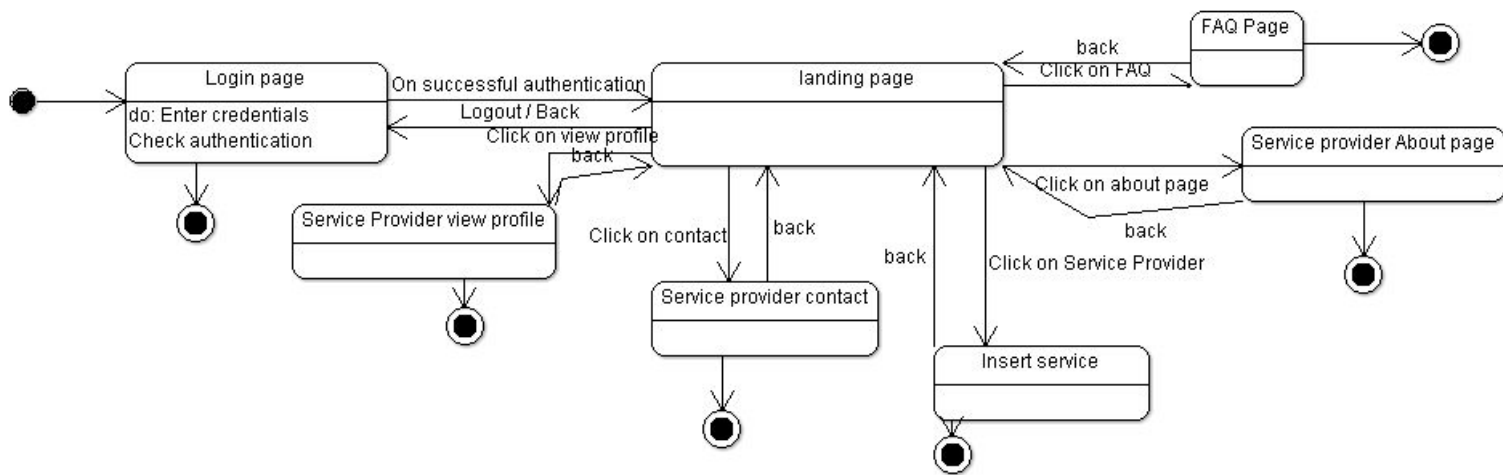 FAQ Page
back
Click on FAQ
Login page
do: Enter credentials
Check authentication
On successful authentication
Logout / Back
landing page
Click on view profile
back
Service provider About page
Click on about page
back
Service Provider view profile
Click on contact
back
back
Click on Service Provider
Service provider contact
Insert service